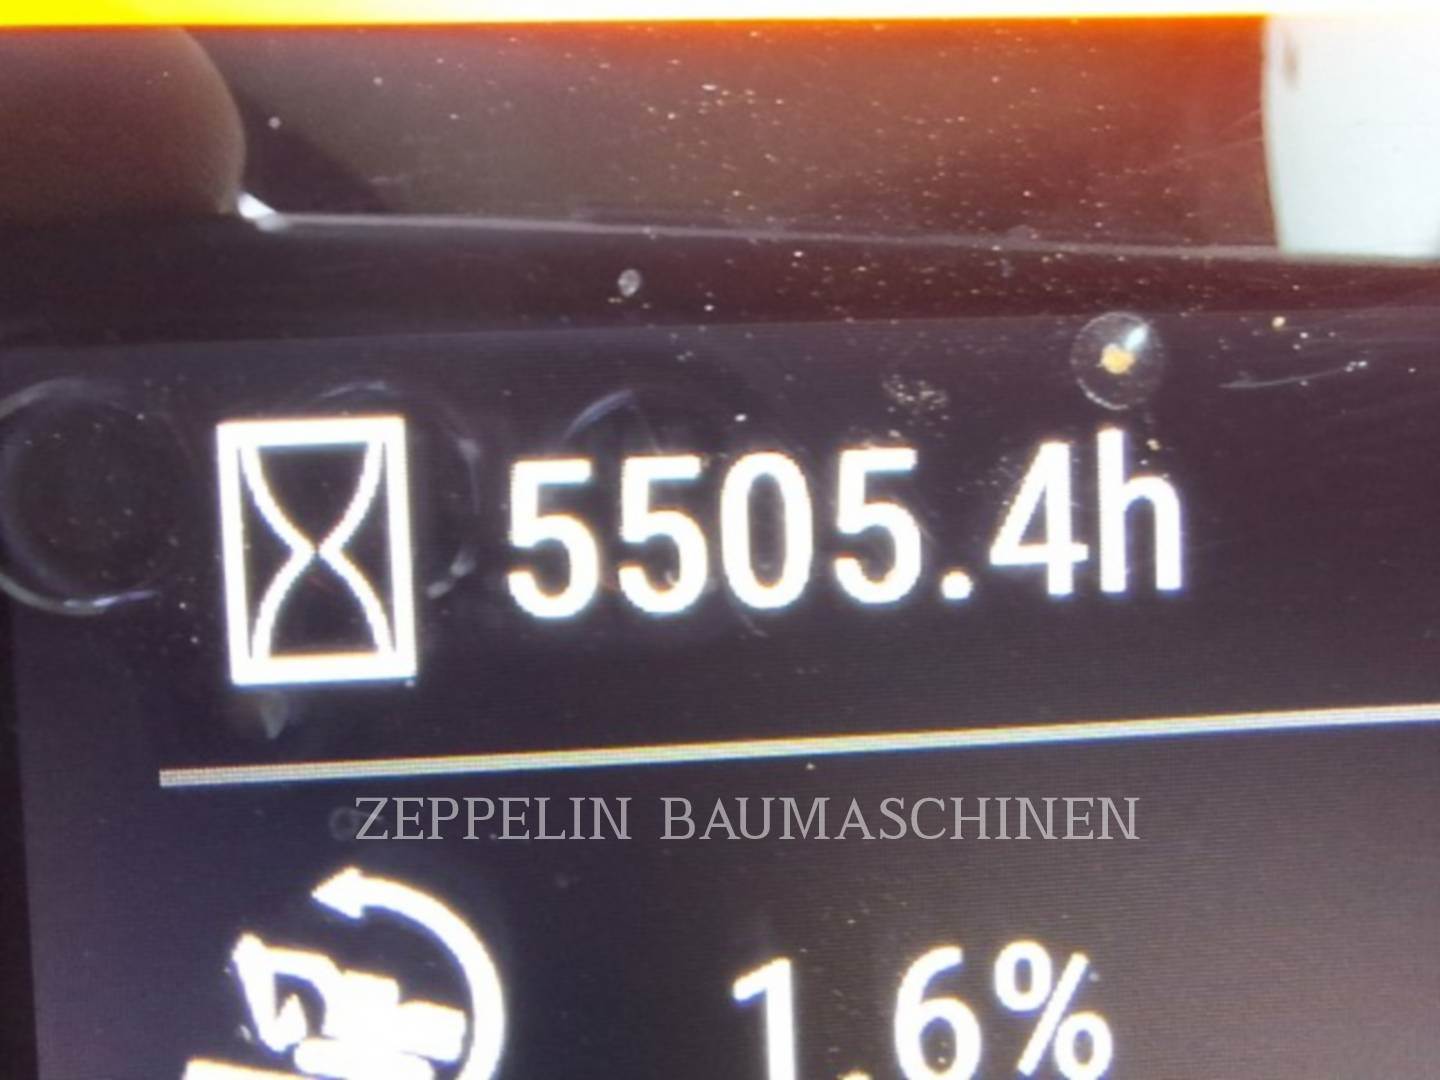 5505.4h
ZEPPELIN BAUMASCHINEN
1.6%